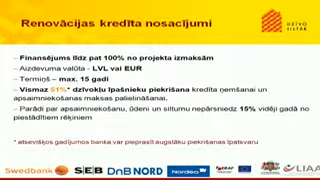 Renovācijas kredīta nosacījumi
DZĪVO
SILTĀK
– Finansējums līdz pat 100% no projekta izmaksām
– Aizdevuma valūta - LVL vai EUR
– Termiņš – max. 15 gadi
– Vismaz 51%* dzīvokļu īpašnieku piekrišana kredīta ņemšanai un
apsaimniekošanas maksas palielināšanai.
– Parādi par apsaimniekošanu, ūdeni un siltumu nepārsniedz 15% vidēji gadā no
piestādītiem rēķiniem
* atsevišķos gadījumos banka var pieprasīt augstāku piekrišanas īpatsvaru
Swedbank SEB DnB NORD Nordea ERAF LIAA